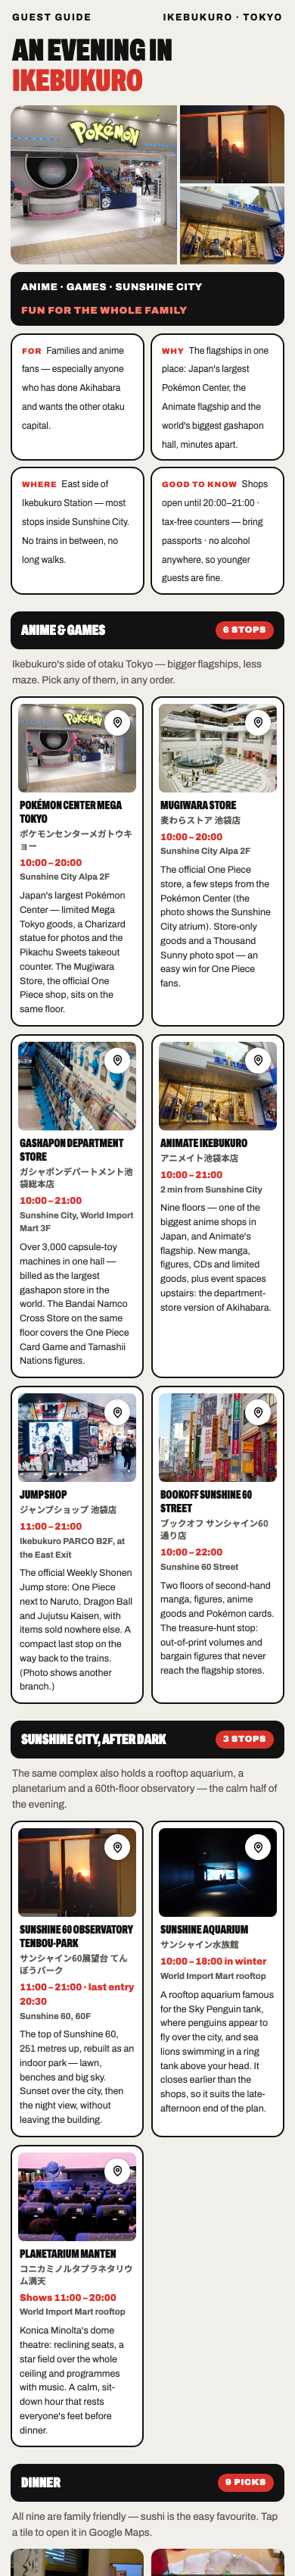 GUEST GUIDE
IKEBUKURO · TOKYO
AN EVENING IN
IKEBUKURO
Pokémon
ANIME · GAMES · SUNSHINE CITY
FUN FOR THE WHOLE FAMILY
FOR Families and anime
fans — especially anyone
who has done Akihabara
and wants the other otaku
capital.
WHY The flagships in one
place: Japan's largest
Pokémon Center, the
Animate flagship and the
world's biggest gashapon
hall, minutes apart.
WHERE East side of
Ikebukuro Station — most
stops inside Sunshine City.
No trains in between, no
long walks.
GOOD TO KNOW Shops
open until 20:00–21:00 ·
tax-free counters — bring
passports · no alcohol
anywhere, so younger
guests are fine.
ANIME & GAMES
6 STOPS
Ikebukuro's side of otaku Tokyo — bigger flagships, less
maze. Pick any of them, in any order.
Pokémon
POKÉMON CENTER MEGA
TOKYO
ポケモンセンターメガトウキ
ョー
10:00 – 20:00
Sunshine City Alpa 2F
Japan's largest Pokémon
Center — limited Mega
Tokyo goods, a Charizard
statue for photos and the
Pikachu Sweets takeout
counter. The Mugiwara
Store, the official One
Piece shop, sits on the
same floor.
MUGIWARA STORE
麦わらストア 池袋店
10:00 – 20:00
Sunshine City Alpa 2F
The official One Piece
store, a few steps from the
Pokémon Center (the
photo shows the Sunshine
City atrium). Store-only
goods and a Thousand
Sunny photo spot — an
easy win for One Piece
fans.
GASHAPON DEPARTMENT
STORE
ガシャポンデパートメント池
袋総本店
10:00 – 21:00
Sunshine City, World Import
Mart 3F
Over 3,000 capsule-toy
machines in one hall —
billed as the largest
gashapon store in the
world. The Bandai Namco
Cross Store on the same
floor covers the One Piece
Card Game and Tamashii
Nations figures.
ANIMATE IKEBUKURO
アニメイト池袋本店
10:00 – 21:00
2 min from Sunshine City
Nine floors — one of the
biggest anime shops in
Japan, and Animate's
flagship. New manga,
figures, CDs and limited
goods, plus event spaces
upstairs: the department-
store version of Akihabara.
JUMP SHOP
ジャンプショップ 池袋店
11:00 – 21:00
Ikebukuro PARCO B2F, at
the East Exit
The official Weekly Shonen
Jump store: One Piece
next to Naruto, Dragon Ball
and Jujutsu Kaisen, with
items sold nowhere else. A
compact last stop on the
way back to the trains.
(Photo shows another
branch.)
BOOKOFF SUNSHINE 60
STREET
ブックオフ サンシャイン60
通り店
10:00 – 22:00
Sunshine 60 Street
Two floors of second-hand
manga, figures, anime
goods and Pokémon cards.
The treasure-hunt stop:
out-of-print volumes and
bargain figures that never
reach the flagship stores.
SUNSHINE CITY, AFTER DARK
3 STOPS
The same complex also holds a rooftop aquarium, a
planetarium and a 60th-floor observatory — the calm half of
the evening.
SUNSHINE 60 OBSERVATORY
TENBOU-PARK
サンシャイン60展望台 てん
ぼうパーク
11:00 – 21:00 · last entry
20:30
Sunshine 60, 60F
The top of Sunshine 60,
251 metres up, rebuilt as an
indoor park — lawn,
benches and big sky.
Sunset over the city, then
the night view, without
leaving the building.
SUNSHINE AQUARIUM
サンシャイン水族館
10:00 – 18:00 in winter
World Import Mart rooftop
A rooftop aquarium famous
for the Sky Penguin tank,
where penguins appear to
fly over the city, and sea
lions swimming in a ring
tank above your head. It
closes earlier than the
shops, so it suits the late-
afternoon end of the plan.
PLANETARIUM MANTEN
コニカミノルタプラネタリウ
ム満天
Shows 11:00 – 20:00
World Import Mart rooftop
Konica Minolta's dome
theatre: reclining seats, a
star field over the whole
ceiling and programmes
with music. A calm, sit-
down hour that rests
everyone's feet before
dinner.
DINNER
9 PICKS
All nine are family friendly — sushi is the easy favourite. Tap
a tile to open it in Google Maps.